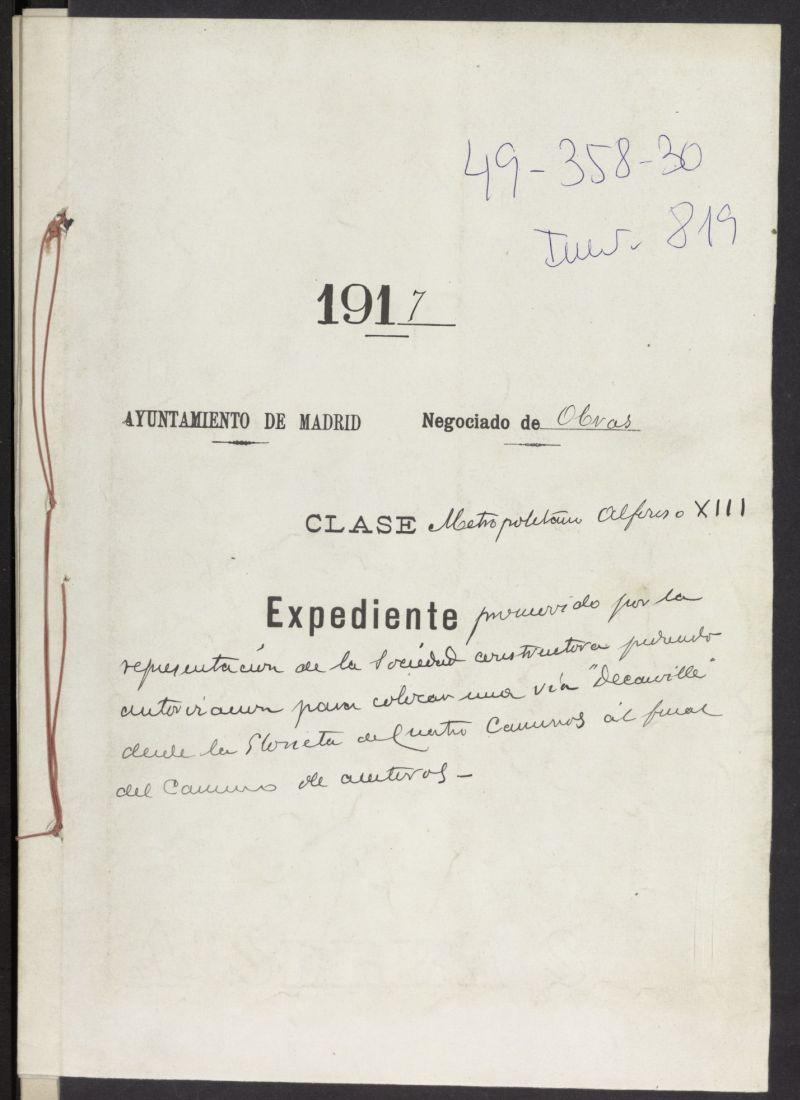 49-358-30
Inv. 819
1917
AYUNTAMIENTO DE MADRID Negociado de Obras
CLASE Metropolitano Alfonso XIII
Expediente promovido por la
representación de la Sociedad constructora pidiendo
autorización para colocar una vía "Decauville"
desde la Glorieta de Cuatro Caminos al final
del Camino de aceiteros-